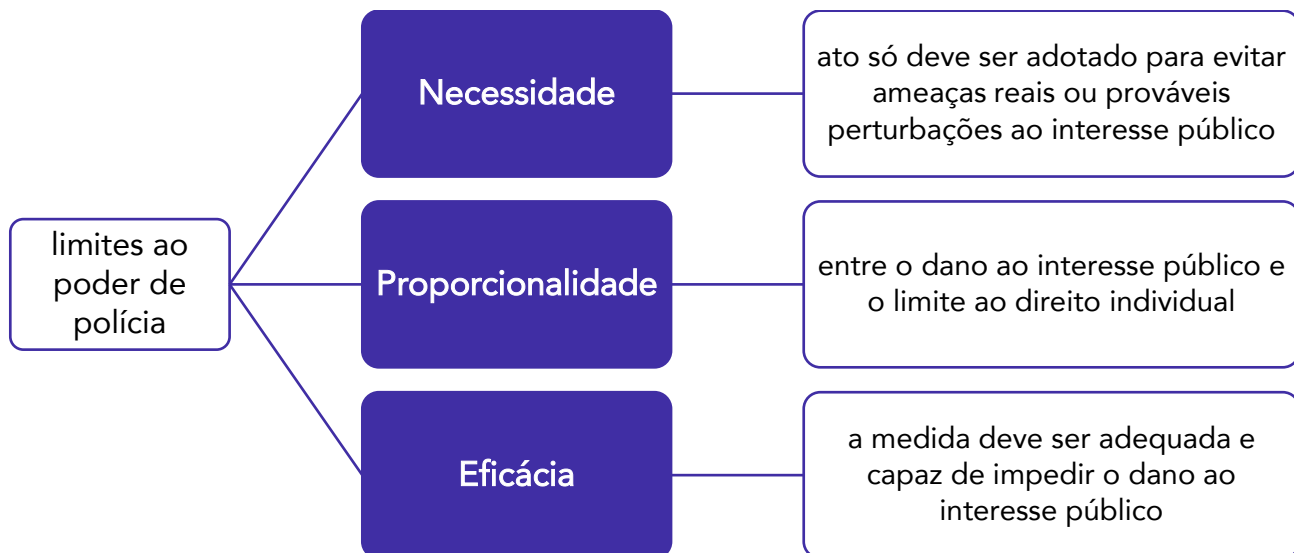 limites ao
poder de
polícia
Necessidade
ato só deve ser adotado para evitar
ameaças reais ou prováveis
perturbações ao interesse público
Proporcionalidade
entre o dano ao interesse público e
o limite ao direito individual
Eficácia
a medida deve ser adequada e
capaz de impedir o dano ao
interesse público